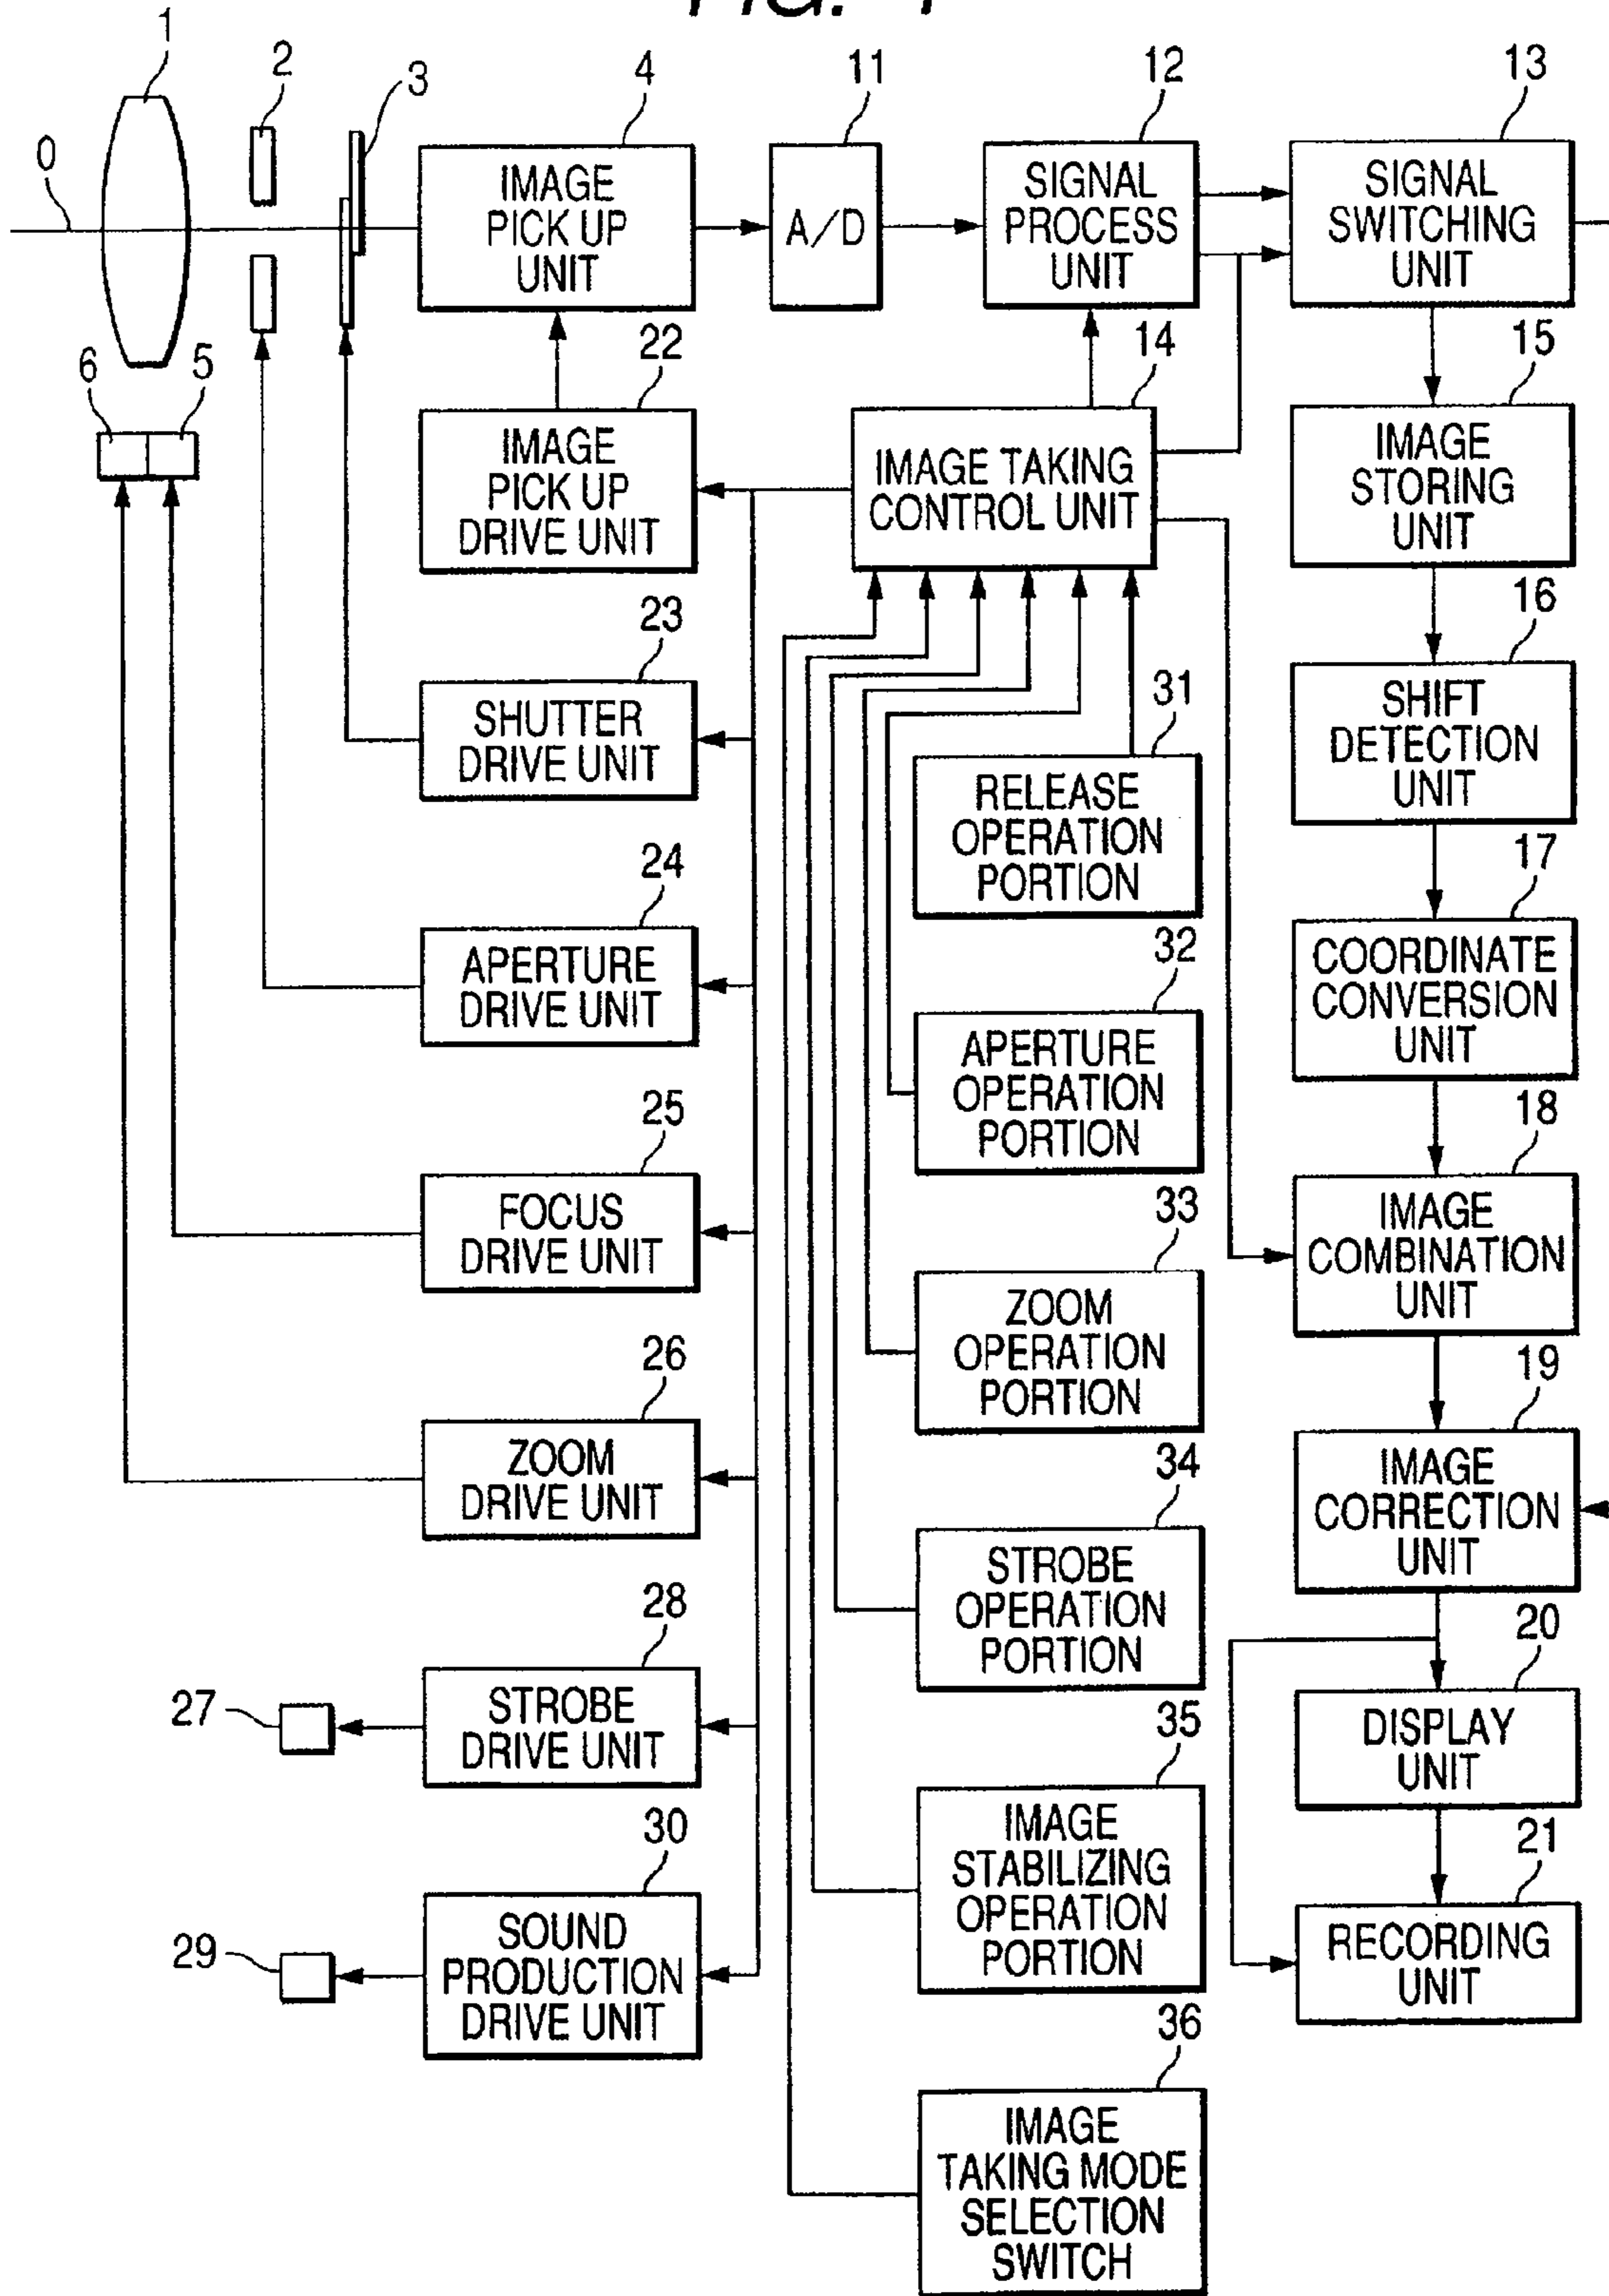 FIG. 1
1
2
3
4
11
12
13
0
IMAGE
PICK UP
UNIT
A/D
SIGNAL
PROCESS
UNIT
SIGNAL
SWITCHING
UNIT
6
5
22
14
15
IMAGE
PICK UP
DRIVE UNIT
IMAGE TAKING
CONTROL UNIT
IMAGE
STORING
UNIT
23
16
SHUTTER
DRIVE UNIT
31
SHIFT
DETECTION
UNIT
RELEASE
OPERATION
PORTION
24
17
APERTURE
DRIVE UNIT
32
COORDINATE
CONVERSION
UNIT
APERTURE
OPERATION
PORTION
25
18
FOCUS
DRIVE UNIT
33
IMAGE
COMBINATION
UNIT
ZOOM
OPERATION
PORTION
26
19
ZOOM
DRIVE UNIT
34
IMAGE
CORRECTION
UNIT
STROBE
OPERATION
PORTION
28
20
27
STROBE
DRIVE UNIT
35
DISPLAY
UNIT
IMAGE
STABILIZING
OPERATION
PORTION
30
21
29
SOUND
PRODUCTION
DRIVE UNIT
RECORDING
UNIT
36
IMAGE
TAKING MODE
SELECTION
SWITCH